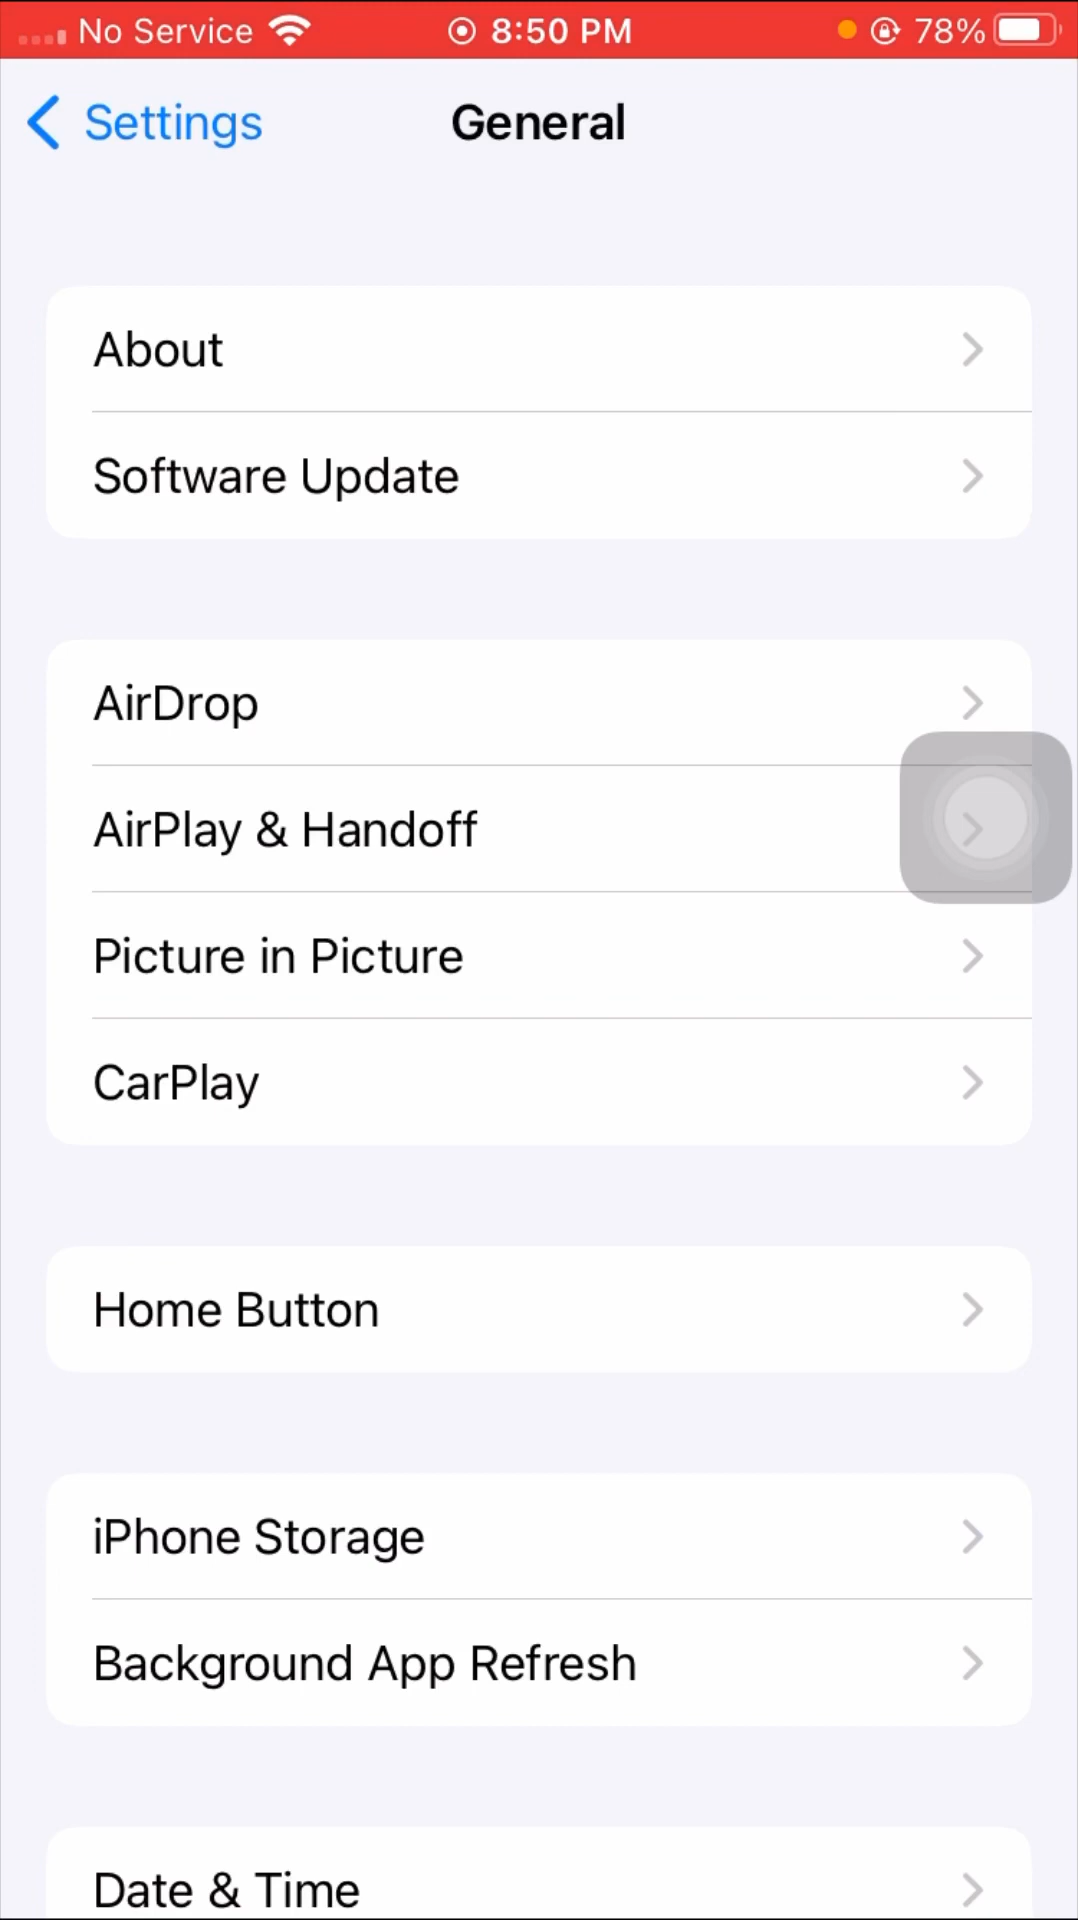 No Service 8:50 PM 78%
Settings General
About
Software Update
AirDrop
AirPlay & Handoff
Picture in Picture
CarPlay
Home Button
iPhone Storage
Background App Refresh
Date & Time